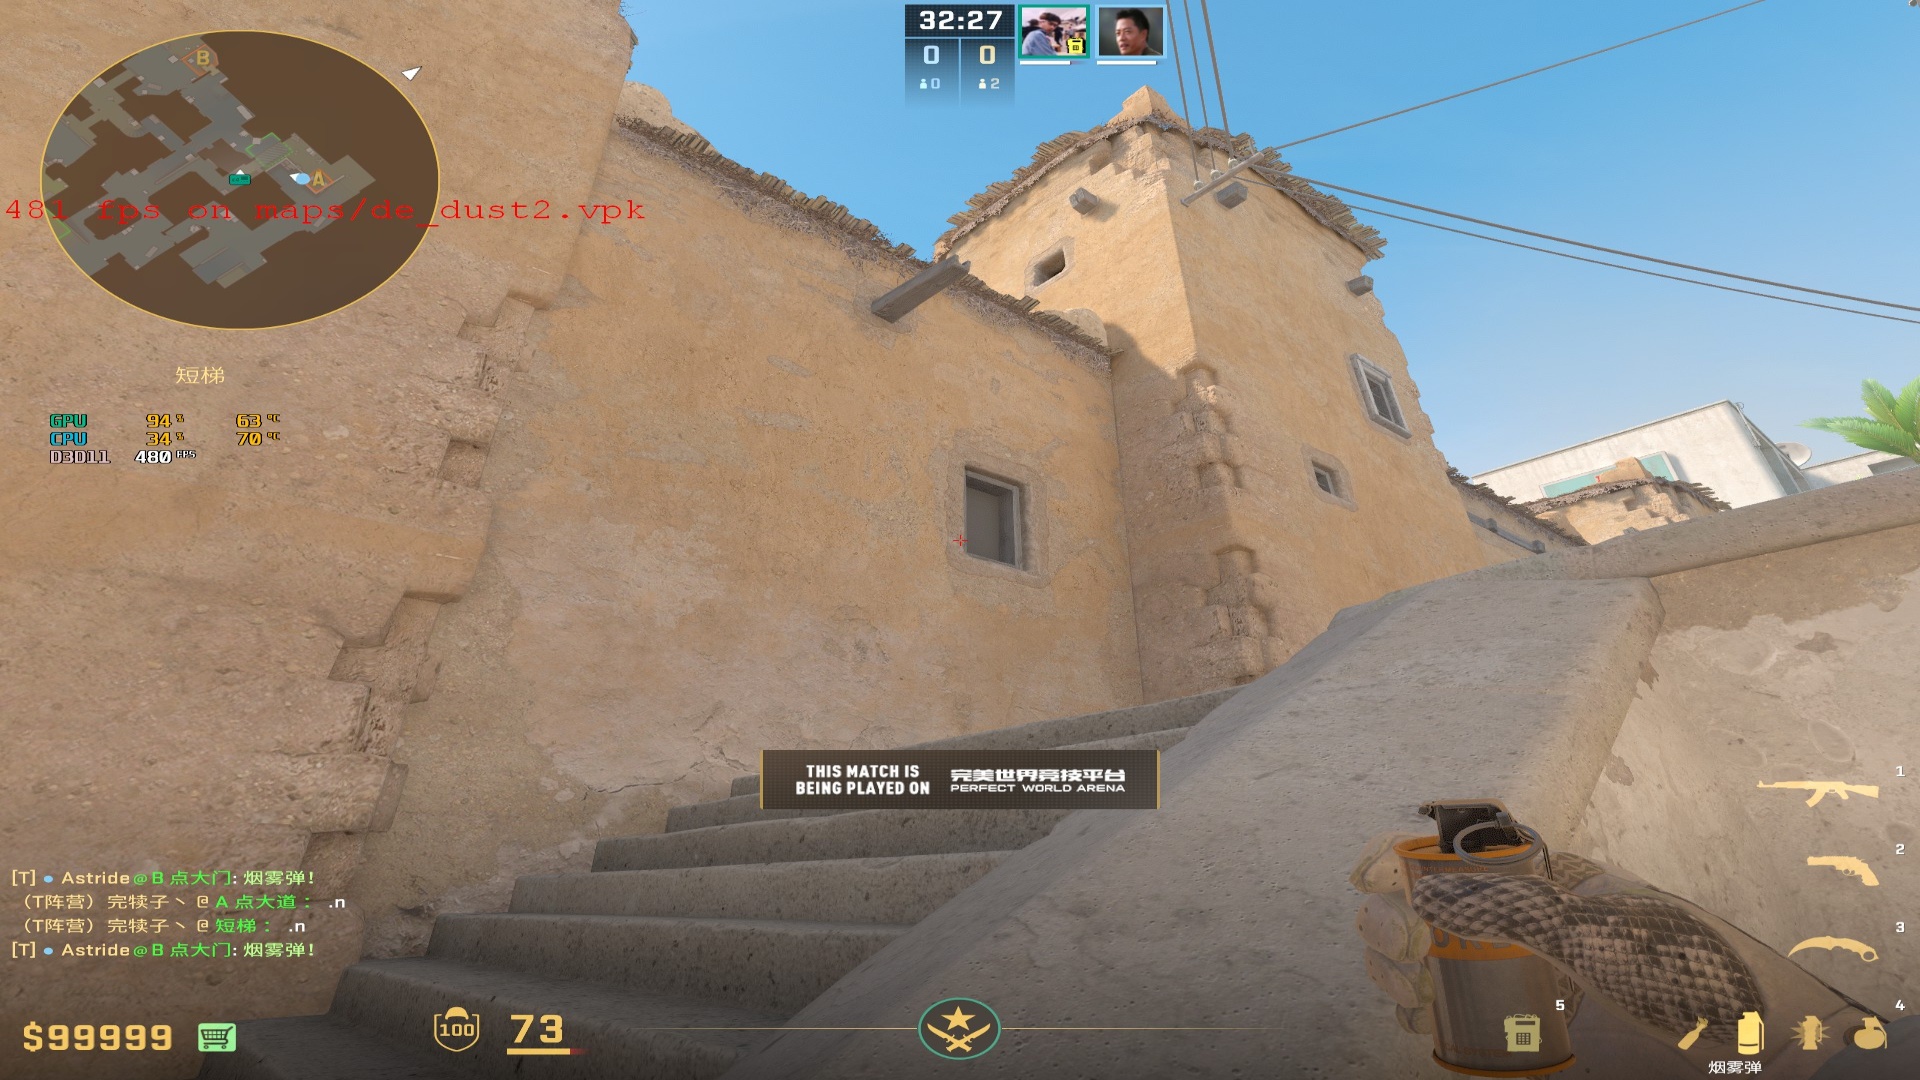 32:27
0 0
0 2
B
A
481 fps on maps/de_dust2.vpk
短梯
GPU 94 % 63 °C
CPU 34 % 70 °C
D3D11 480 FPS
THIS MATCH IS
BEING PLAYED ON
完美世界竞技平台
PERFECT WORLD ARENA
1
2
3
[T] Astride@B 点大门: 烟雾弹!
(T阵营) 完犊子丶 @ A 点大道: .n
(T阵营) 完犊子丶 @ 短梯: .n
[T] Astride@B 点大门: 烟雾弹!
5
4
$99999
100
73
烟雾弹